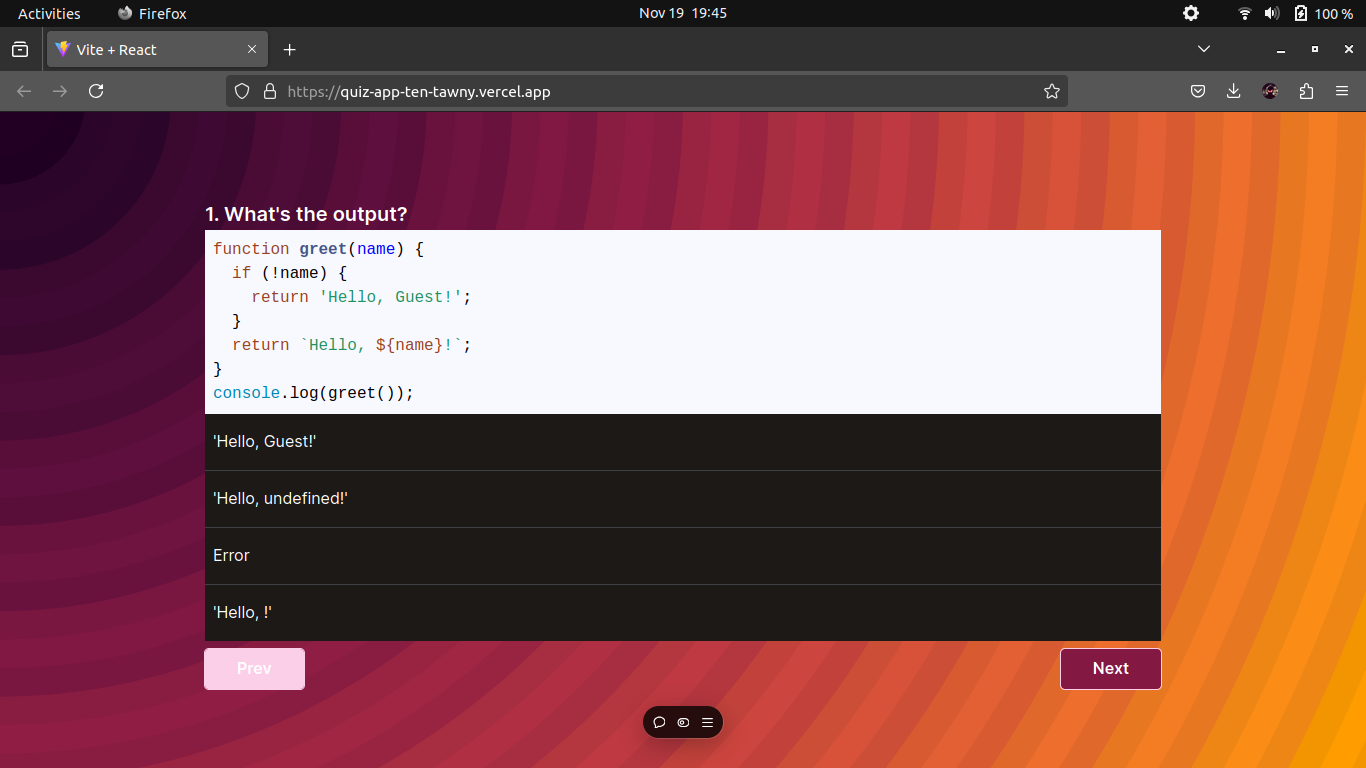 Activities Firefox Nov 19 19:45 100 %
Vite + React
https://quiz-app-ten-tawny.vercel.app
1. What's the output?
function greet(name) {
  if (!name) {
    return 'Hello, Guest!';
  }
  return `Hello, ${name}!`;
}
console.log(greet());
'Hello, Guest!'
'Hello, undefined!'
Error
'Hello, !'
Prev Next